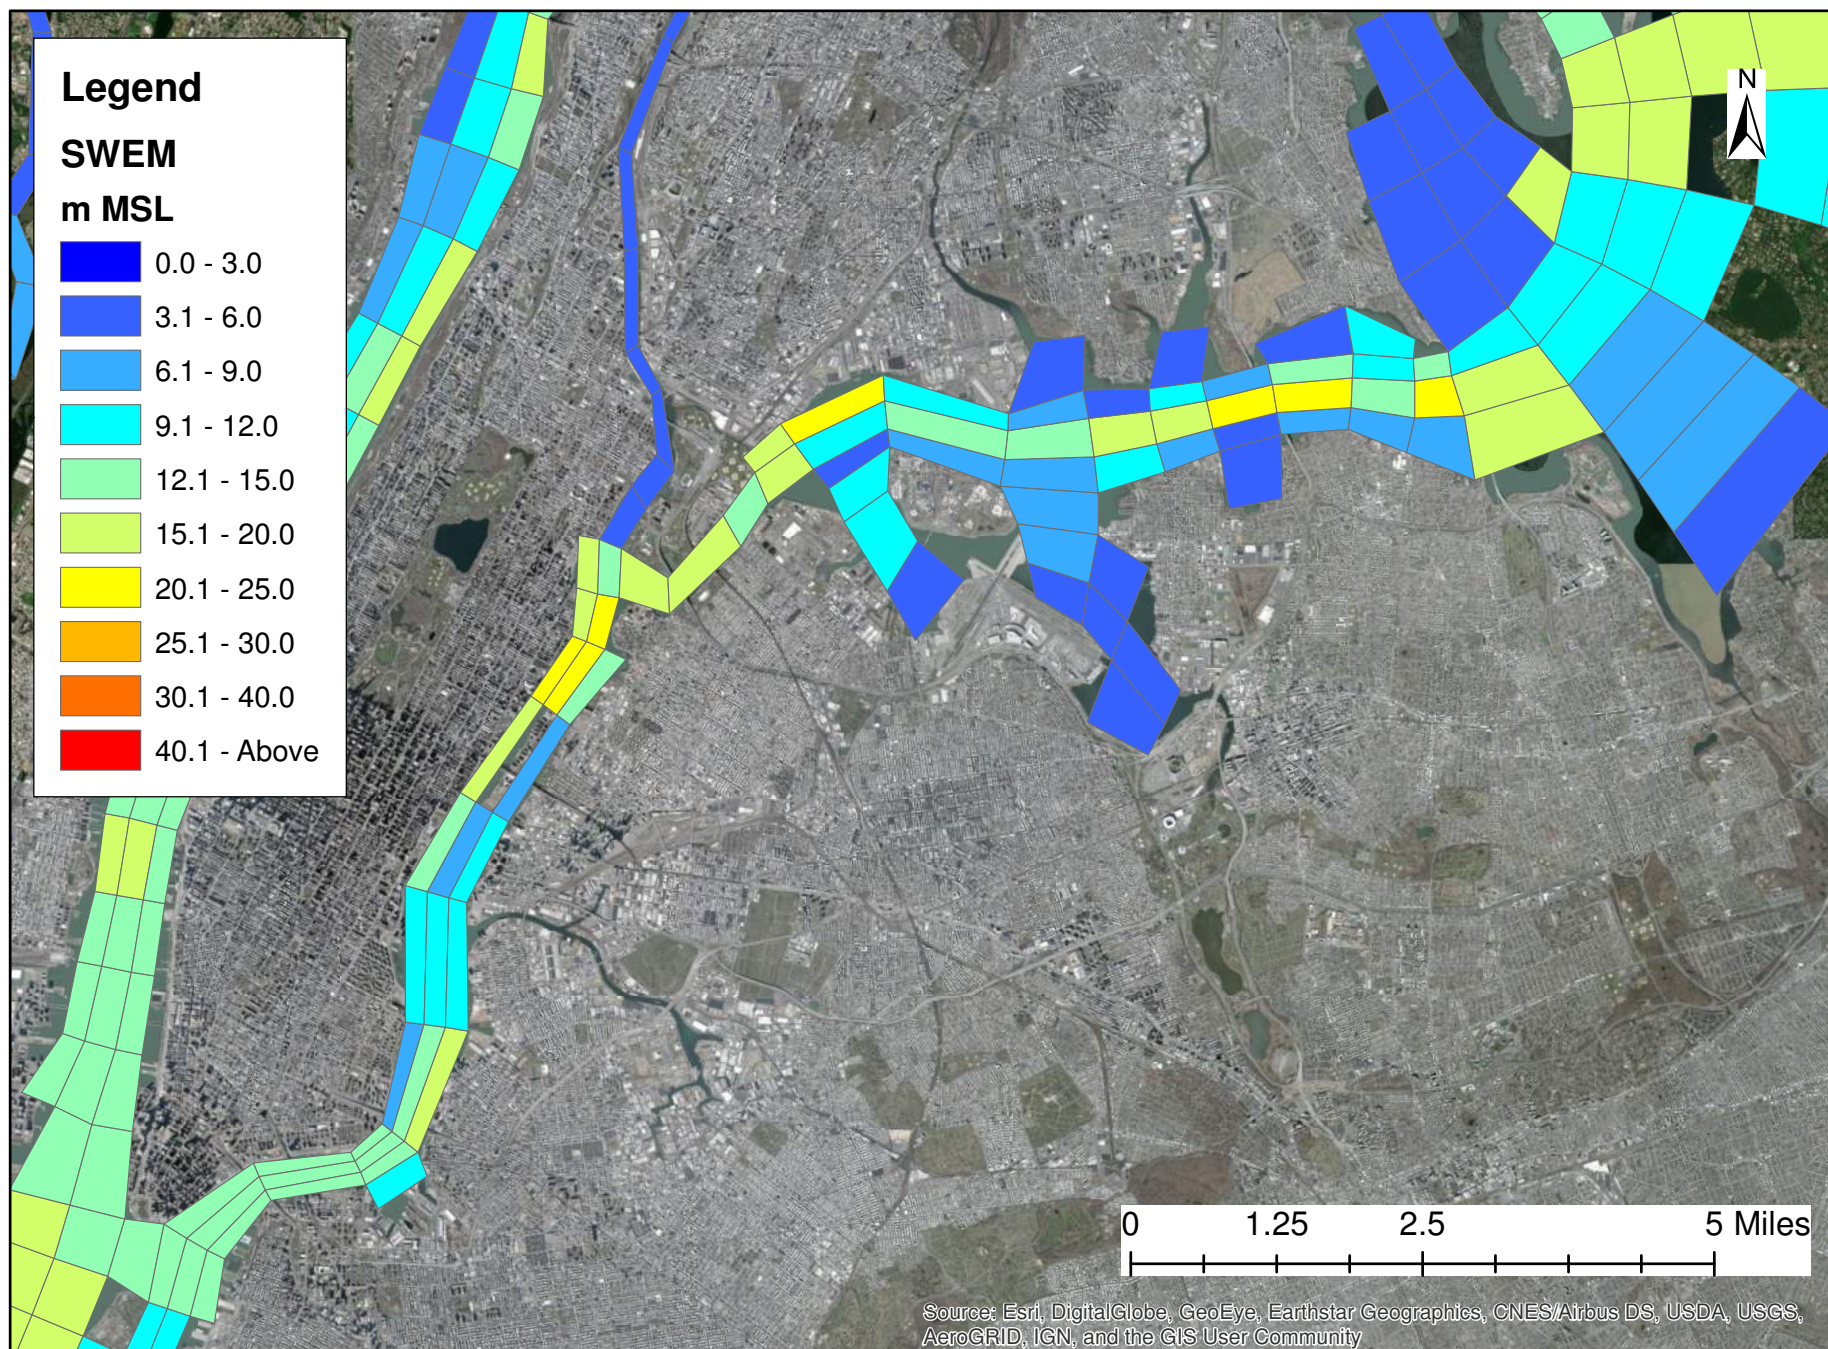 Legend
SWEM
m MSL
0.0 - 3.0
3.1 - 6.0
6.1 - 9.0
9.1 - 12.0
12.1 - 15.0
15.1 - 20.0
20.1 - 25.0
25.1 - 30.0
30.1 - 40.0
40.1 - Above
N
0 1.25 2.5 5 Miles
Source: Esri, DigitalGlobe, GeoEye, Earthstar Geographics, CNES/Airbus DS, USDA, USGS,
AeroGRID, IGN, and the GIS User Community